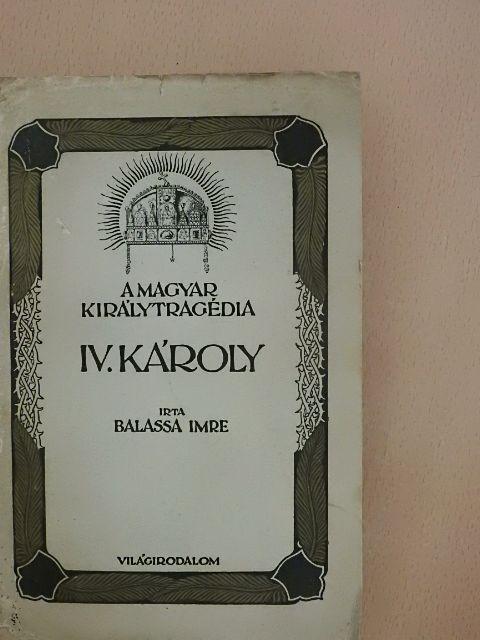 A MAGYAR
KIRÁLYTRAGÉDIA
IV. KÁROLY
IRTA
BALASSA IMRE
VILÁGIRODALOM